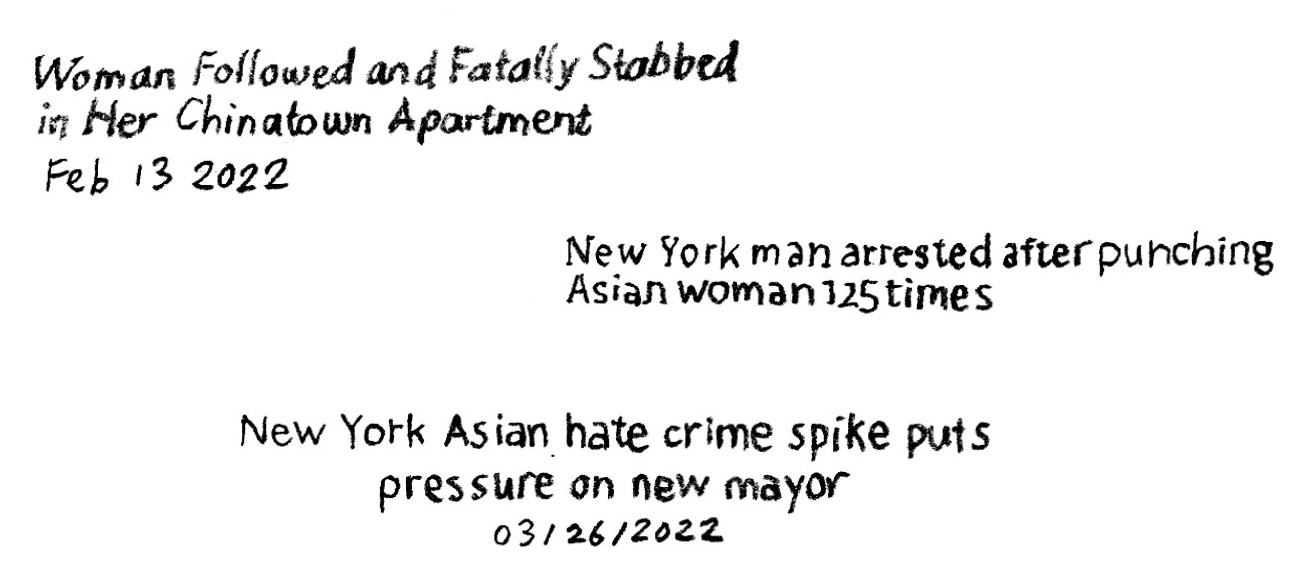 Woman Followed and Fatally Stabbed
in Her Chinatown Apartment
Feb 13 2022
New York man arrested after punching
Asian woman 125 times
New York Asian hate crime spike puts
pressure on new mayor
03/26/2022